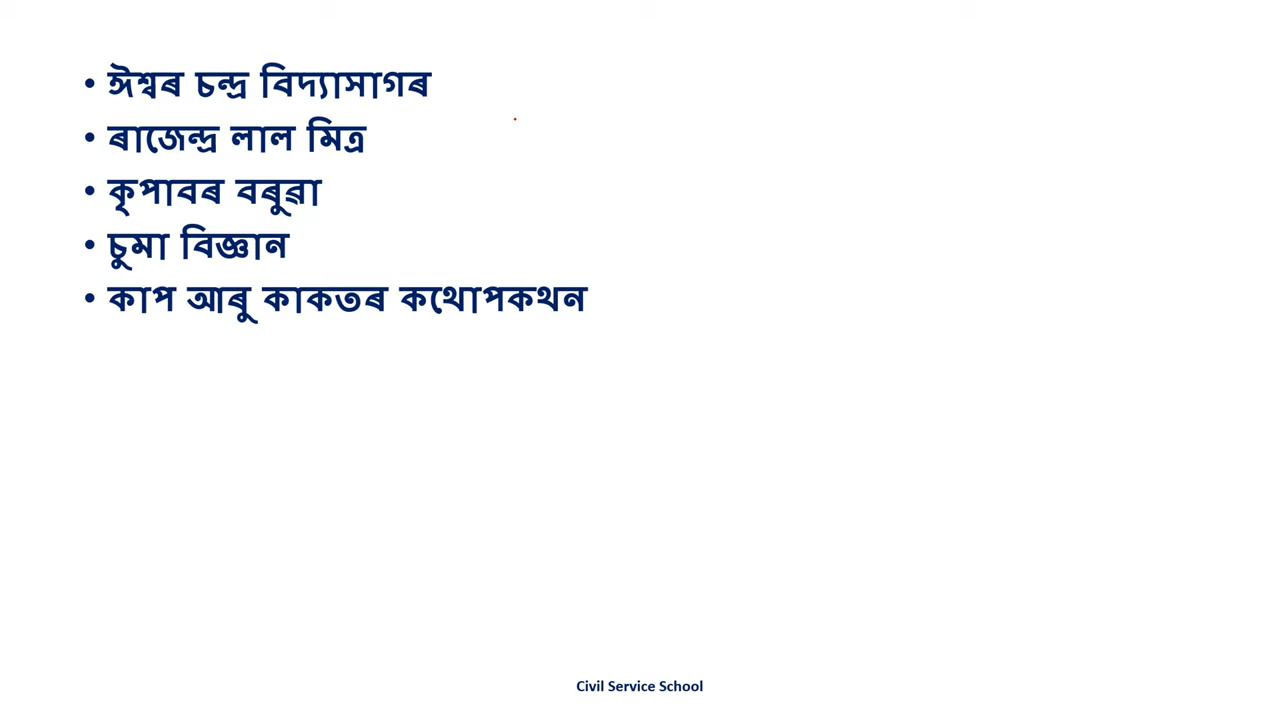 • ঈশ্বৰ চন্দ্ৰ বিদ্যাসাগৰ
• ৰাজেন্দ্ৰ লাল মিত্ৰ
• কৃপাবৰ বৰুৱা
• চুমা বিজ্ঞান
• কাপ আৰু কাকতৰ কথোপকথন
Civil Service School